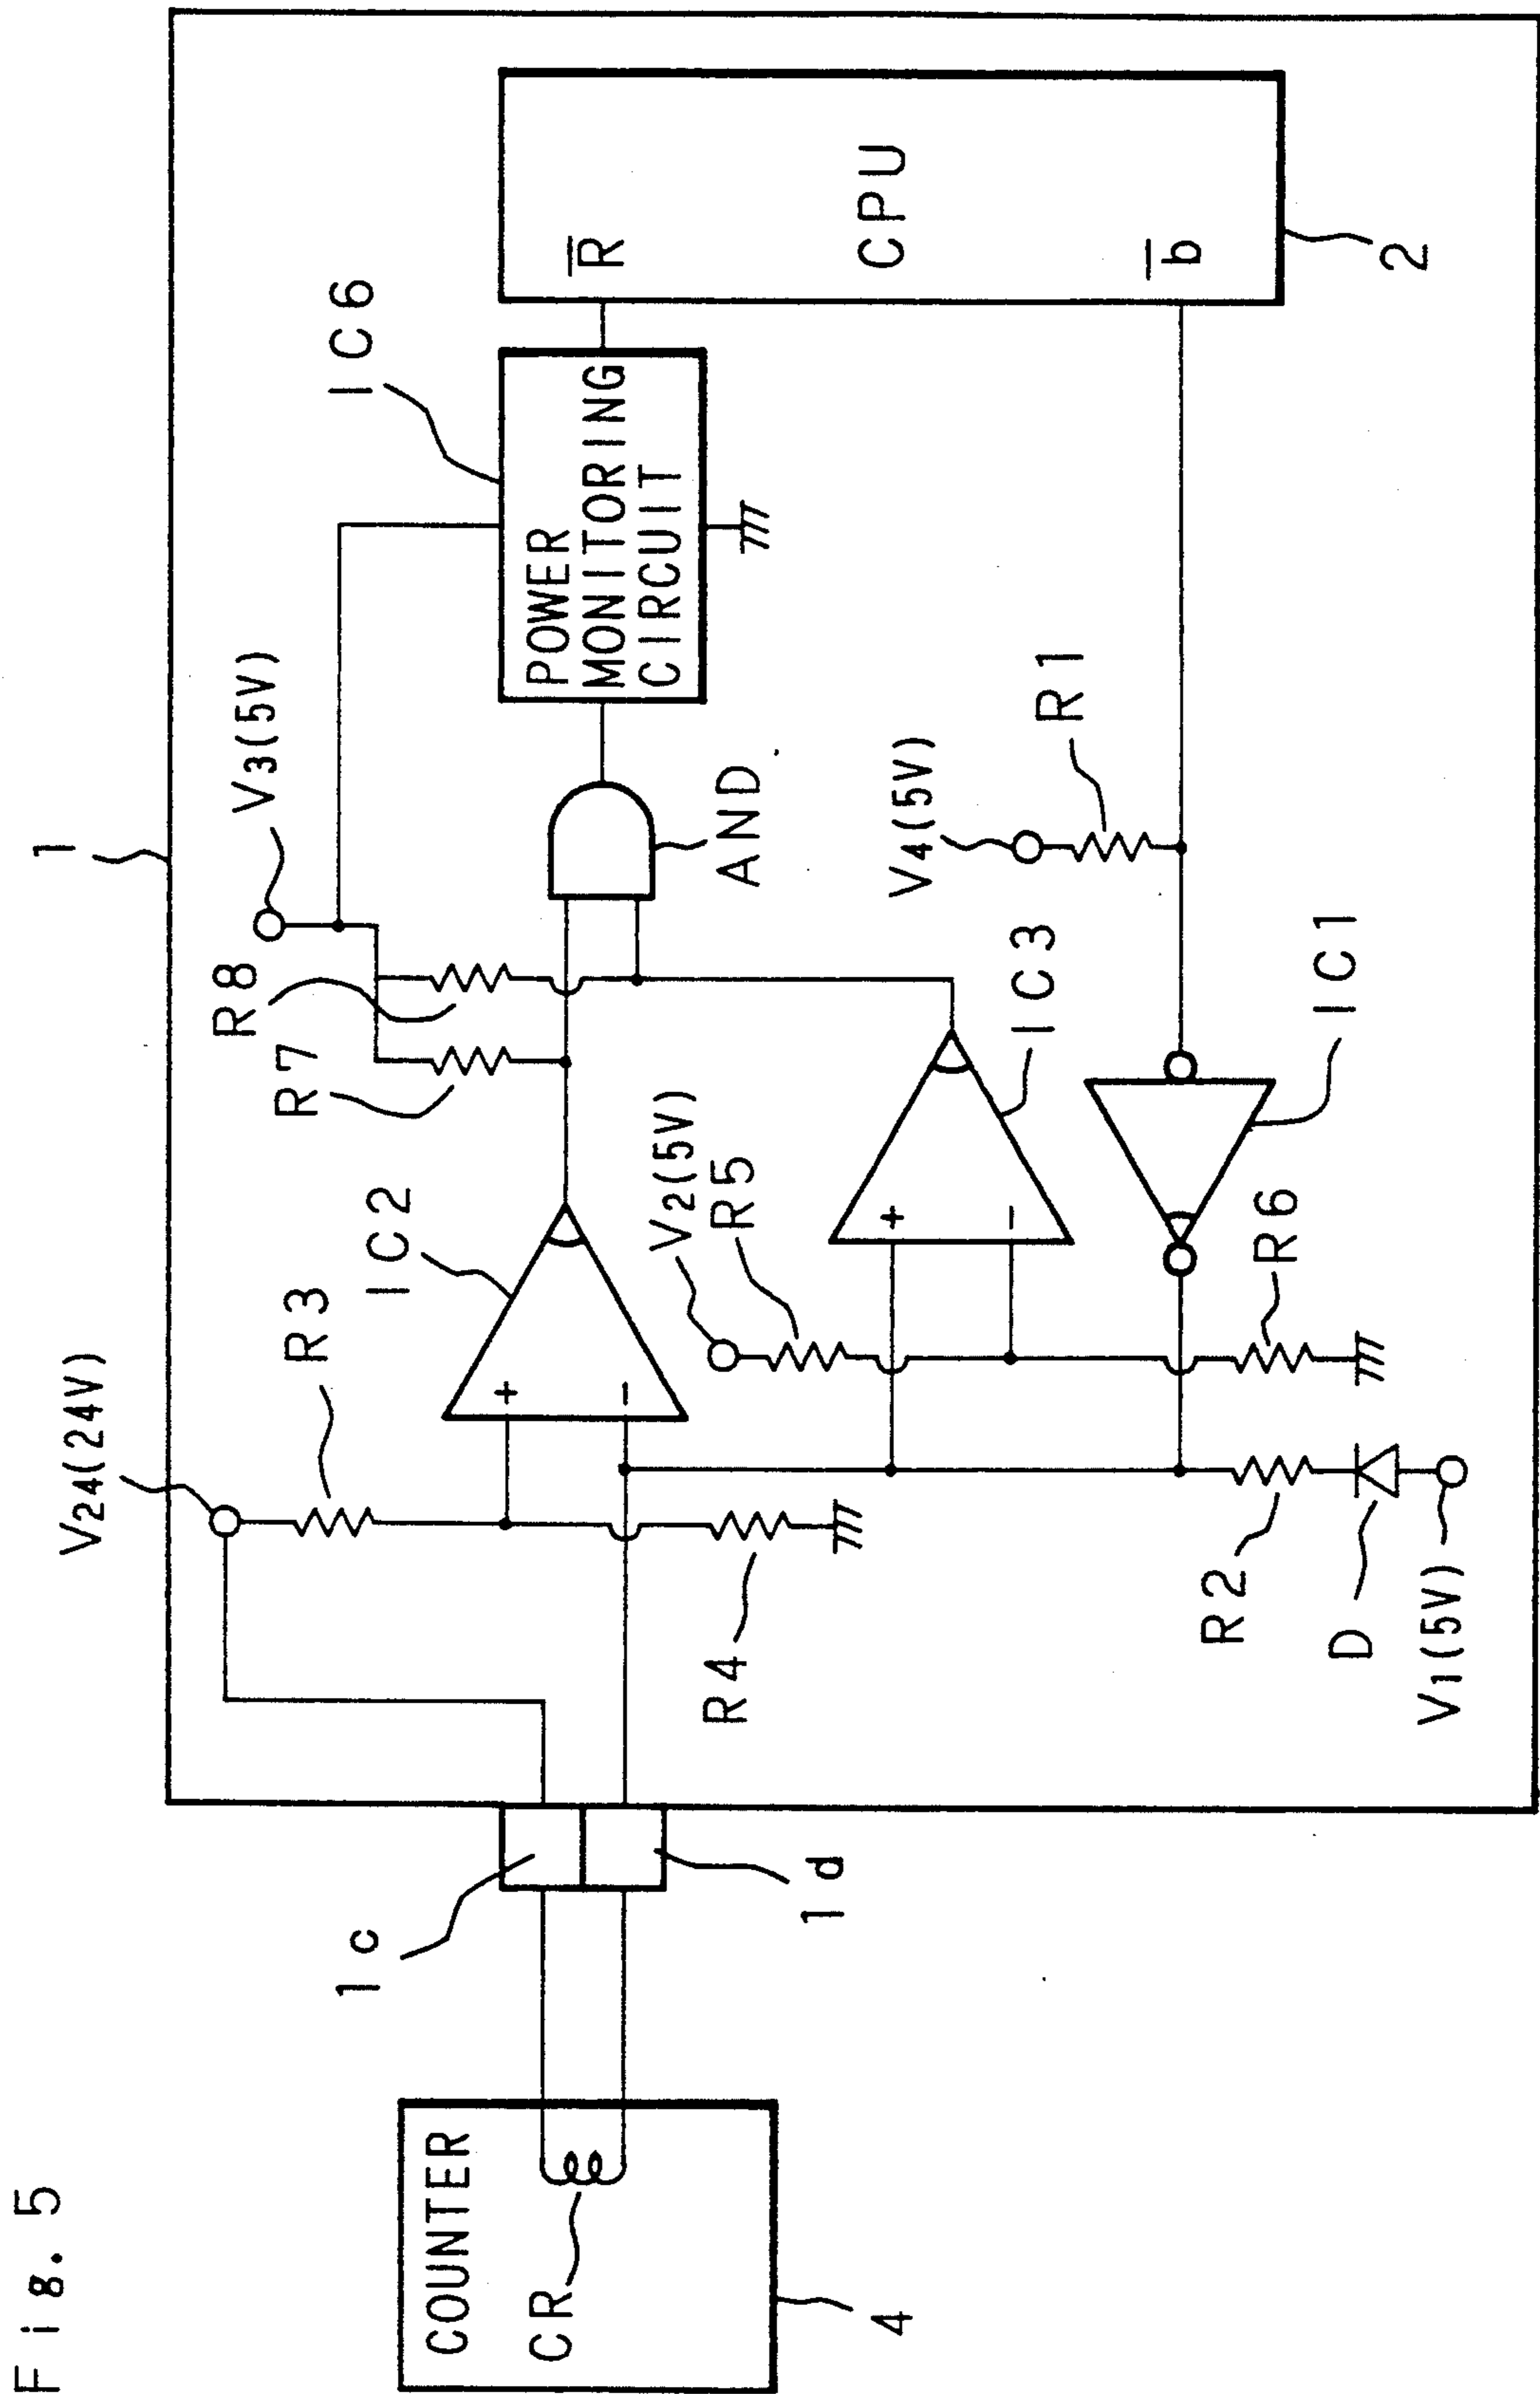 Fig. 5
1
V24(24V)
V3(5V)
R3
R7
R8
IC6
IC2
1c
COUNTER
CR
4
1d
R4
POWER
MONITORING
CIRCUIT
R̅
CPU
b̅
2
AND
V2(5V)
R5
V4(5V)
R1
IC3
R2
D
V1(5V)
R6
IC1
+
-
+
-